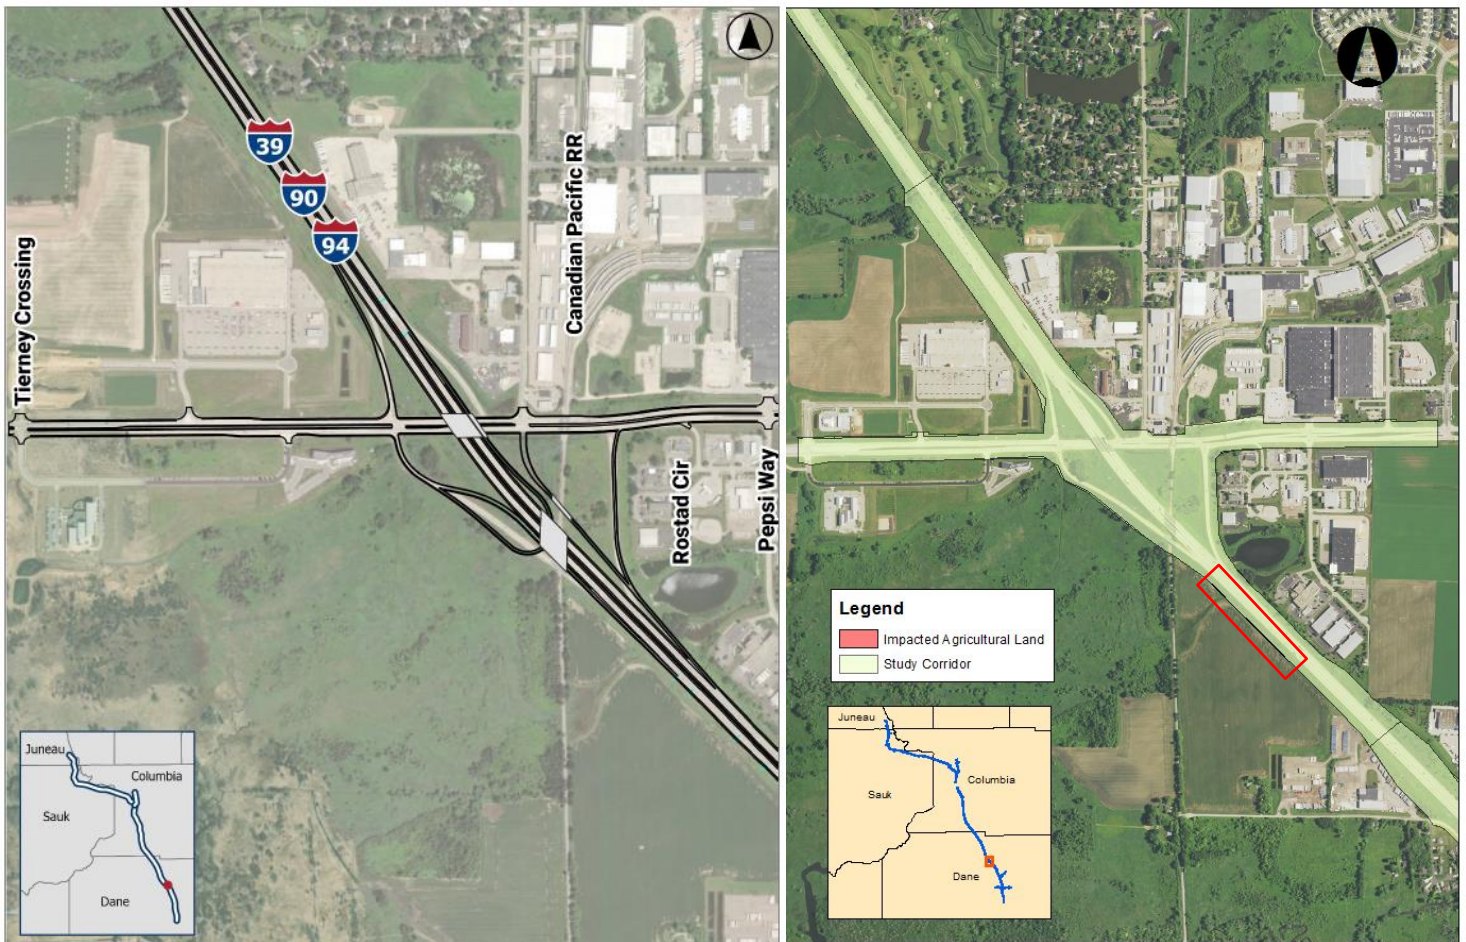 39
90
94
Tierney Crossing
Canadian Pacific RR
Rostad Cir
Pepsi Way
Juneau
Columbia
Sauk
Dane
Legend
Impacted Agricultural Land
Study Corridor
Juneau
Columbia
Sauk
Dane